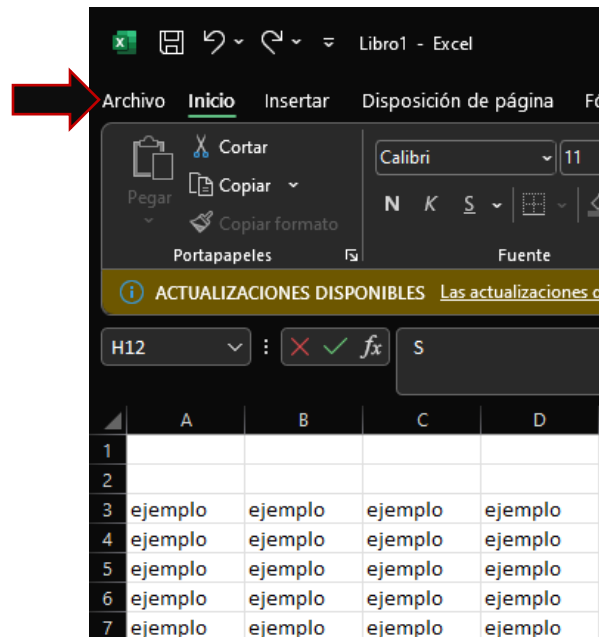 Libro1 - Excel
Archivo Inicio Insertar Disposición de página Fó
Cortar
Calibri 11
Pegar
Copiar
N K S
Copiar formato
Portapapeles Fuente
ACTUALIZACIONES DISPONIBLES Las actualizaciones d
H12 fx S
A B C D
1
2
3 ejemplo ejemplo ejemplo ejemplo
4 ejemplo ejemplo ejemplo ejemplo
5 ejemplo ejemplo ejemplo ejemplo
6 ejemplo ejemplo ejemplo ejemplo
7 ejemplo ejemplo ejemplo ejemplo